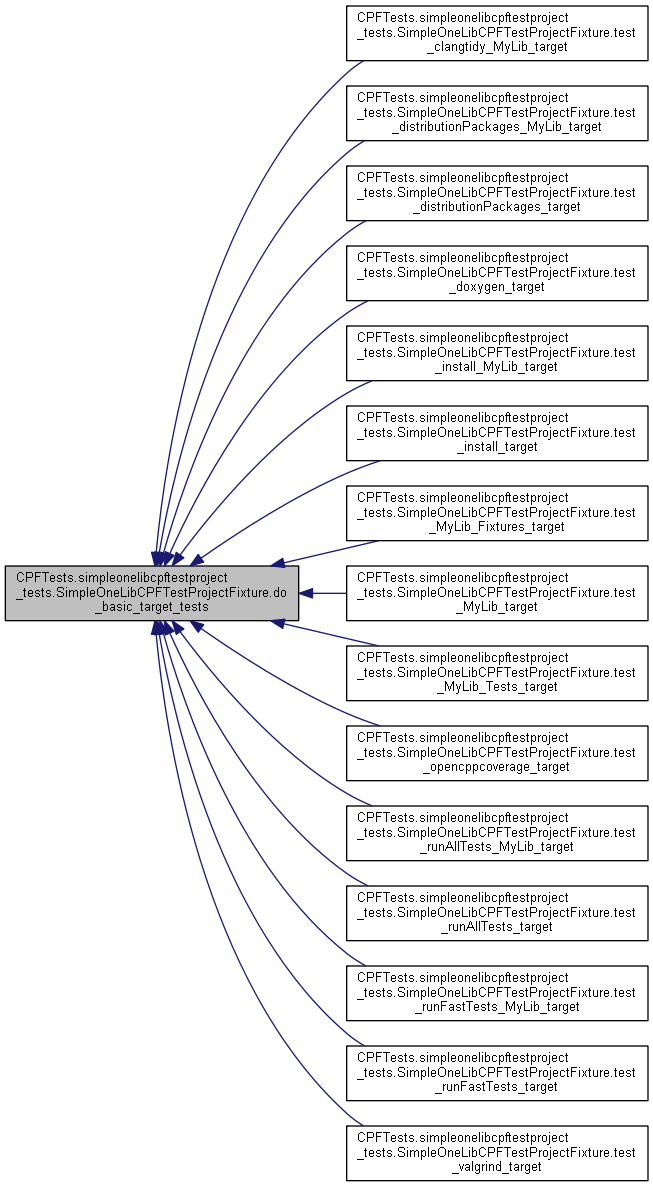 CPFTests.simpleonelibcpftestproject
_tests.SimpleOneLibCPFTestProjectFixture.test
_clangtidy_MyLib_target
CPFTests.simpleonelibcpftestproject
_tests.SimpleOneLibCPFTestProjectFixture.test
_distributionPackages_MyLib_target
CPFTests.simpleonelibcpftestproject
_tests.SimpleOneLibCPFTestProjectFixture.test
_distributionPackages_target
CPFTests.simpleonelibcpftestproject
_tests.SimpleOneLibCPFTestProjectFixture.test
_doxygen_target
CPFTests.simpleonelibcpftestproject
_tests.SimpleOneLibCPFTestProjectFixture.test
_install_MyLib_target
CPFTests.simpleonelibcpftestproject
_tests.SimpleOneLibCPFTestProjectFixture.test
_install_target
CPFTests.simpleonelibcpftestproject
_tests.SimpleOneLibCPFTestProjectFixture.test
_MyLib_Fixtures_target
CPFTests.simpleonelibcpftestproject
_tests.SimpleOneLibCPFTestProjectFixture.do
_basic_target_tests
CPFTests.simpleonelibcpftestproject
_tests.SimpleOneLibCPFTestProjectFixture.test
_MyLib_target
CPFTests.simpleonelibcpftestproject
_tests.SimpleOneLibCPFTestProjectFixture.test
_MyLib_Tests_target
CPFTests.simpleonelibcpftestproject
_tests.SimpleOneLibCPFTestProjectFixture.test
_opencppcoverage_target
CPFTests.simpleonelibcpftestproject
_tests.SimpleOneLibCPFTestProjectFixture.test
_runAllTests_MyLib_target
CPFTests.simpleonelibcpftestproject
_tests.SimpleOneLibCPFTestProjectFixture.test
_runAllTests_target
CPFTests.simpleonelibcpftestproject
_tests.SimpleOneLibCPFTestProjectFixture.test
_runFastTests_MyLib_target
CPFTests.simpleonelibcpftestproject
_tests.SimpleOneLibCPFTestProjectFixture.test
_runFastTests_target
CPFTests.simpleonelibcpftestproject
_tests.SimpleOneLibCPFTestProjectFixture.test
_valgrind_target